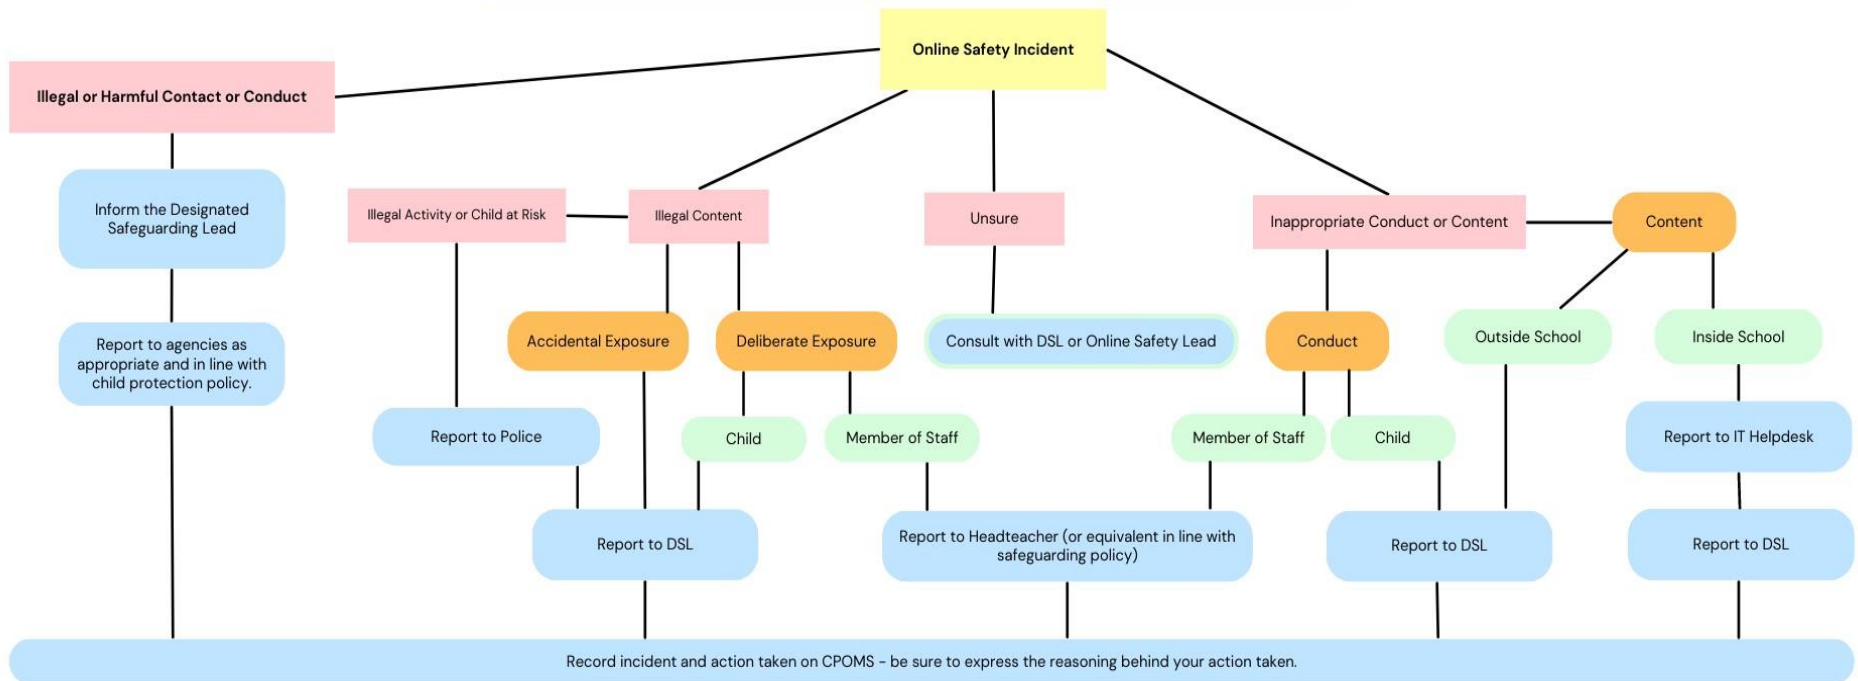 Online Safety Incident
Illegal or Harmful Contact or Conduct
Inform the Designated
Safeguarding Lead
Illegal Activity or Child at Risk
Illegal Content
Unsure
Inappropriate Conduct or Content
Content
Report to agencies as
appropriate and in line with
child protection policy.
Accidental Exposure
Deliberate Exposure
Consult with DSL or Online Safety Lead
Conduct
Outside School
Inside School
Report to Police
Child
Member of Staff
Member of Staff
Child
Report to IT Helpdesk
Report to DSL
Report to Headteacher (or equivalent in line with
safeguarding policy)
Report to DSL
Report to DSL
Record incident and action taken on CPOMS - be sure to express the reasoning behind your action taken.